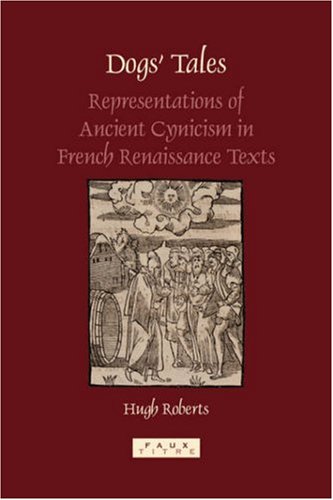 Dogs' Tales
Representations of
Ancient Cynicism in
French Renaissance Texts
Hugh Roberts
FAUX
TITRE